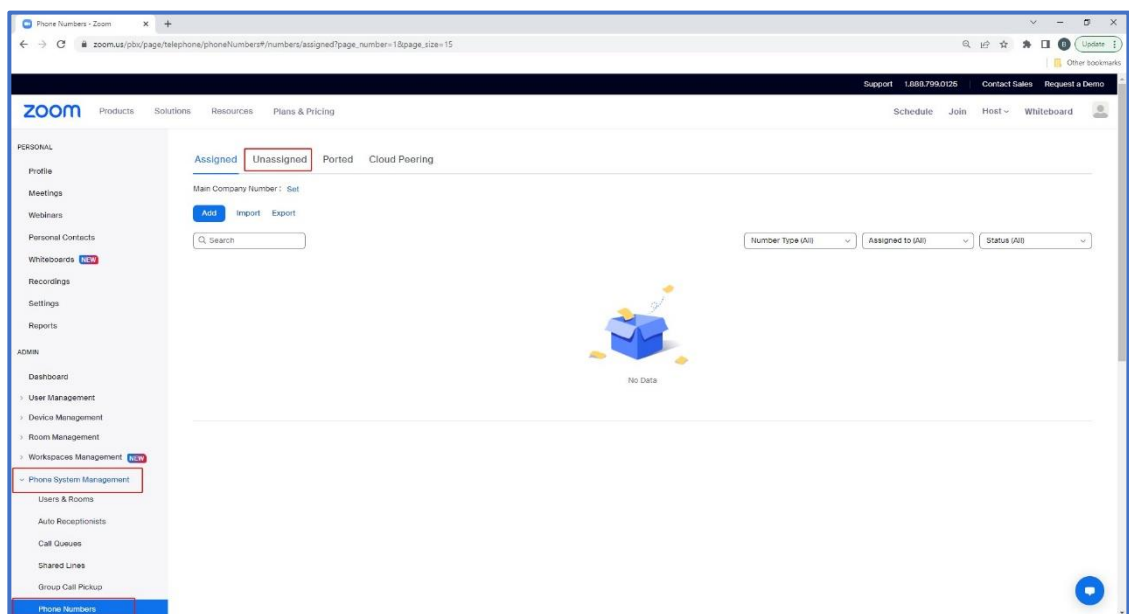 Phone Numbers - Zoom
zoom.us/pbx/page/telephone/phoneNumbers#/numbers/assigned?page_number=1&page_size=15
B
Update
Other bookmarks
Support 1.888.799.0125 Contact Sales Request a Demo
zoom Products Solutions Resources Plans & Pricing Schedule Join Host Whiteboard
PERSONAL
Profile
Meetings
Webinars
Personal Contacts
Whiteboards NEW
Recordings
Settings
Reports
ADMIN
Dashboard
User Management
Device Management
Room Management
Workspaces Management NEW
Phone System Management
Users & Rooms
Auto Receptionists
Call Queues
Shared Lines
Group Call Pickup
Phone Numbers
Assigned Unassigned Ported Cloud Peering
Main Company Number : Set
Add Import Export
Search Number Type (All) Assigned to (All) Status (All)
No Data